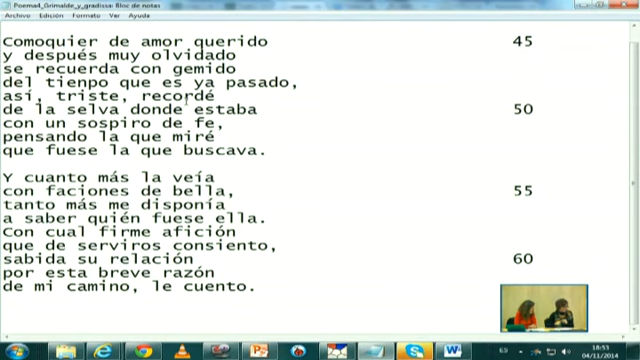 Poema4_Grimalde_y_gradissa: Bloc de notas
Archivo Edición Formato Ver Ayuda
Comoquier de amor querido 45
y después muy olvidado
se recuerda con gemido
del tienpo que es ya pasado,
así, triste, recordé
de la selva donde estaba 50
con un sospiro de fe,
pensando la que miré
que fuese la que buscava.
Y cuanto más la veía
con faciones de bella, 55
tanto más me disponía
a saber quién fuese ella.
Con cual firme afición
que de serviros consiento,
sabida su relación 60
por esta breve razón
de mi camino, le cuento.
ES
18:53
04/11/2014